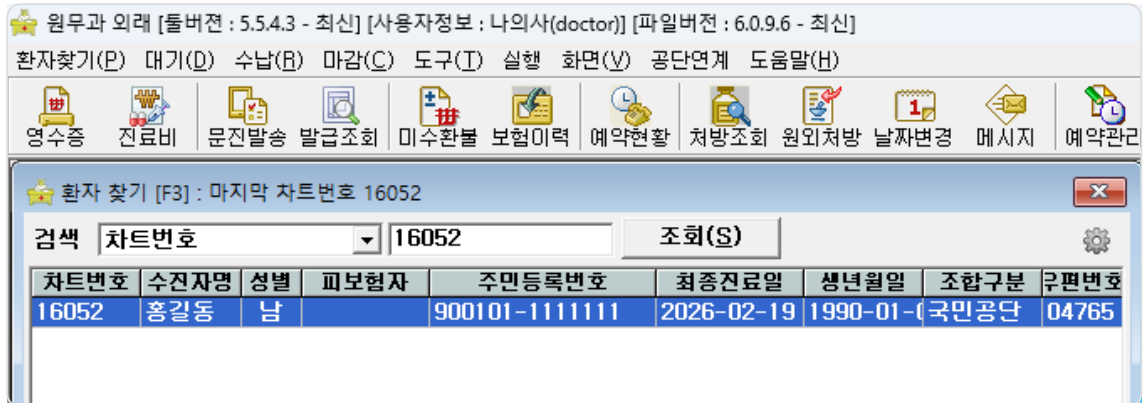 원무과 외래 [툴버젼 : 5.5.4.3 - 최신] [사용자정보 : 나의사(doctor)] [파일버전 : 6.0.9.6 - 최신]
환자찾기(P) 대기(D) 수납(R) 마감(C) 도구(T) 실행 화면(V) 공단연계 도움말(H)
영수증 진료비 문진발송 발급조회 미수환불 보험이력 예약현황 처방조회 원외처방 날짜변경 메시지 예약관리
환자 찾기 [F3] : 마지막 차트번호 16052
검색 차트번호 16052 조회(S)
차트번호 수진자명 성별 피보험자 주민등록번호 최종진료일 생년월일 조합구분 우편번호
16052 홍길동 남 900101-1111111 2026-02-19 1990-01-0 국민공단 04765